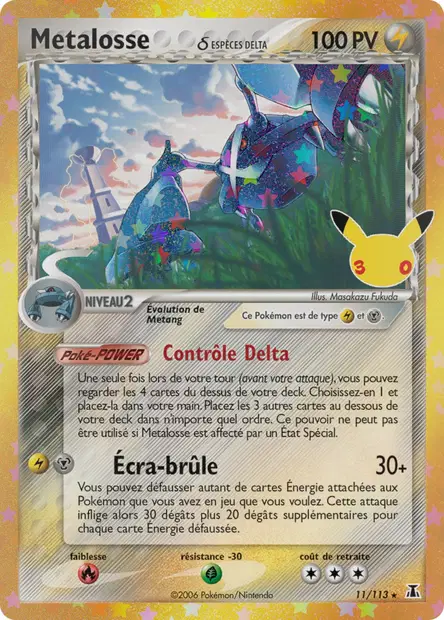 Metalosse δ ESPÈCES DELTA 100 PV
30
Illus. Masakazu Fukuda
NIVEAU2 Évolution de
Metang
Ce Pokémon est de type et .
Poké-POWER Contrôle Delta
Une seule fois lors de votre tour (avant votre attaque), vous pouvez
regarder les 4 cartes du dessus de votre deck. Choisissez-en 1 et
placez-la dans votre main. Placez les 3 autres cartes au dessous de
votre deck dans n'importe quel ordre. Ce pouvoir ne peut pas
être utilisé si Metalosse est affecté par un État Spécial.
Écra-brûle 30+
Vous pouvez défausser autant de cartes Énergie attachées aux
Pokémon que vous avez en jeu que vous voulez. Cette attaque
inflige alors 30 dégâts plus 20 dégâts supplémentaires pour
chaque carte Énergie défaussée.
faiblesse résistance -30 coût de retraite
©2006 Pokémon/Nintendo 11/113 ★